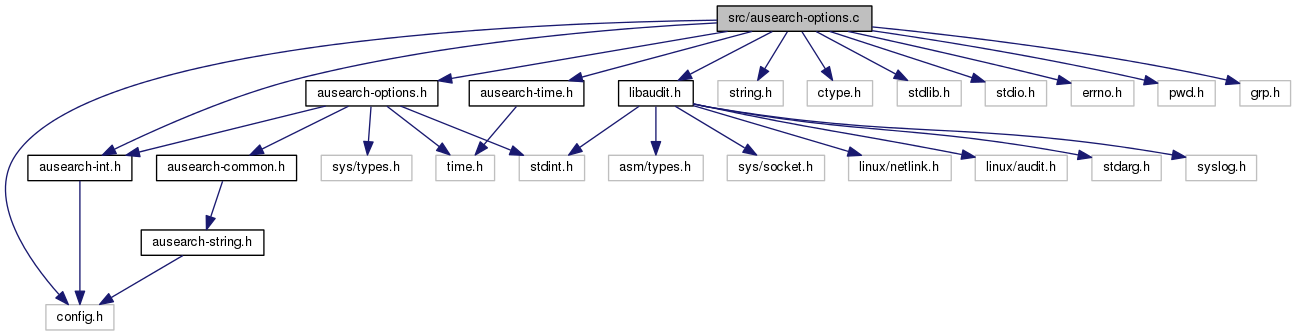 src/ausearch-options.c
ausearch-options.h
ausearch-time.h
libaudit.h
string.h
ctype.h
stdlib.h
stdio.h
errno.h
pwd.h
grp.h
ausearch-int.h
ausearch-common.h
sys/types.h
time.h
stdint.h
asm/types.h
sys/socket.h
linux/netlink.h
linux/audit.h
stdarg.h
syslog.h
ausearch-string.h
config.h